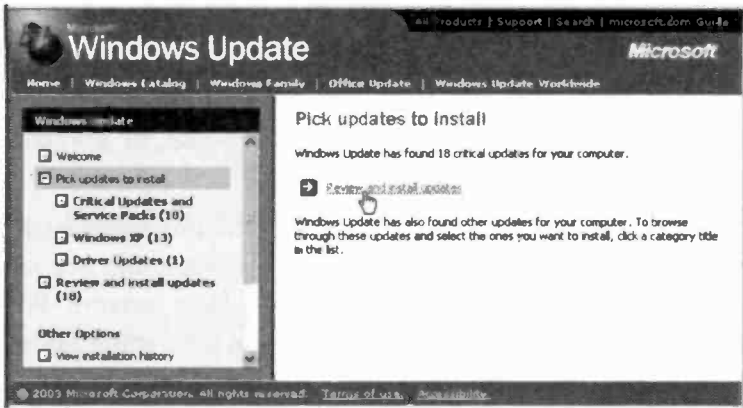 All Products | Support | Search | microsoft.com Guide
Microsoft
Windows Update
Microsoft
Home | Windows Catalog | Windows Family | Office Update | Windows Update Worldwide
Windows Update
Welcome
Pick updates to install
Critical Updates and
Service Packs (18)
Windows XP (13)
Driver Updates (1)
Review and install updates
(18)
Other Options
View installation history
Pick updates to install
Windows Update has found 18 critical updates for your computer.
Review and install updates
Windows Update has also found other updates for your computer. To browse
through these updates and select the ones you want to install, click a category title
in the list.
© 2003 Microsoft Corporation. All rights reserved. Terms of use. Accessibility.